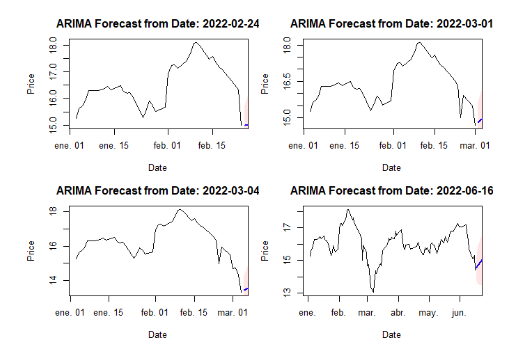 ARIMA Forecast from Date: 2022-02-24
Price
15.0 16.0 17.0 18.0
ene. 01 ene. 15 feb. 01 feb. 15
Date
ARIMA Forecast from Date: 2022-03-01
Price
15.0 16.5 18.0
ene. 01 ene. 15 feb. 01 feb. 15 mar. 01
Date
ARIMA Forecast from Date: 2022-03-04
Price
14 16 18
ene. 01 ene. 15 feb. 01 feb. 15 mar. 01
Date
ARIMA Forecast from Date: 2022-06-16
Price
13 15 17
ene. feb. mar. abr. may. jun.
Date